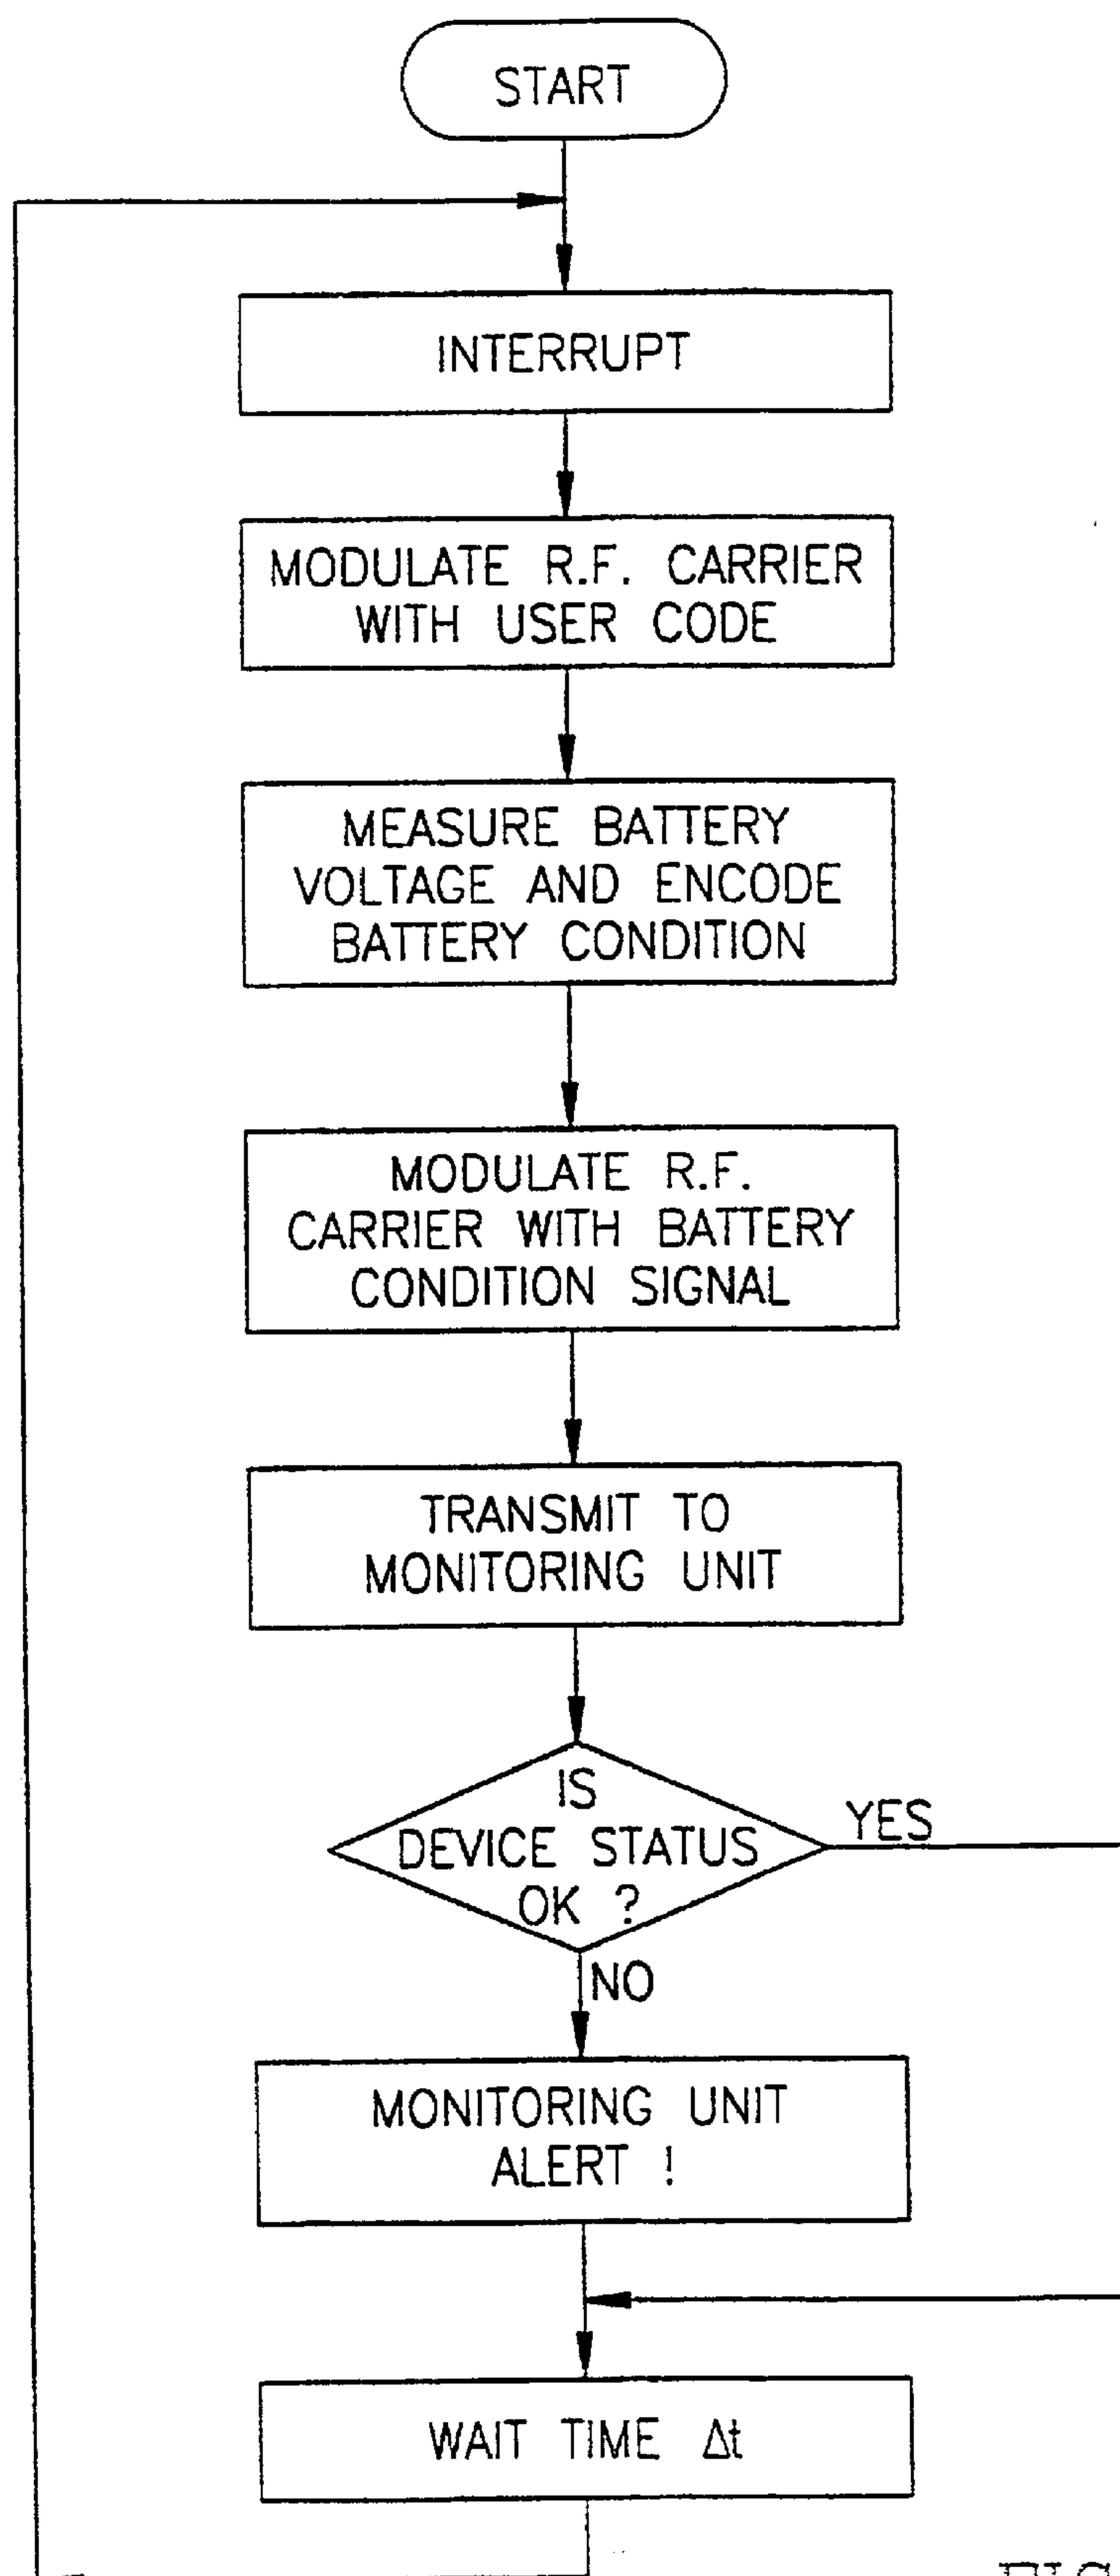 START
INTERRUPT
MODULATE R.F. CARRIER
WITH USER CODE
MEASURE BATTERY
VOLTAGE AND ENCODE
BATTERY CONDITION
MODULATE R.F.
CARRIER WITH BATTERY
CONDITION SIGNAL
TRANSMIT TO
MONITORING UNIT
IS
DEVICE STATUS
OK ?
YES
NO
MONITORING UNIT
ALERT !
WAIT TIME Δt